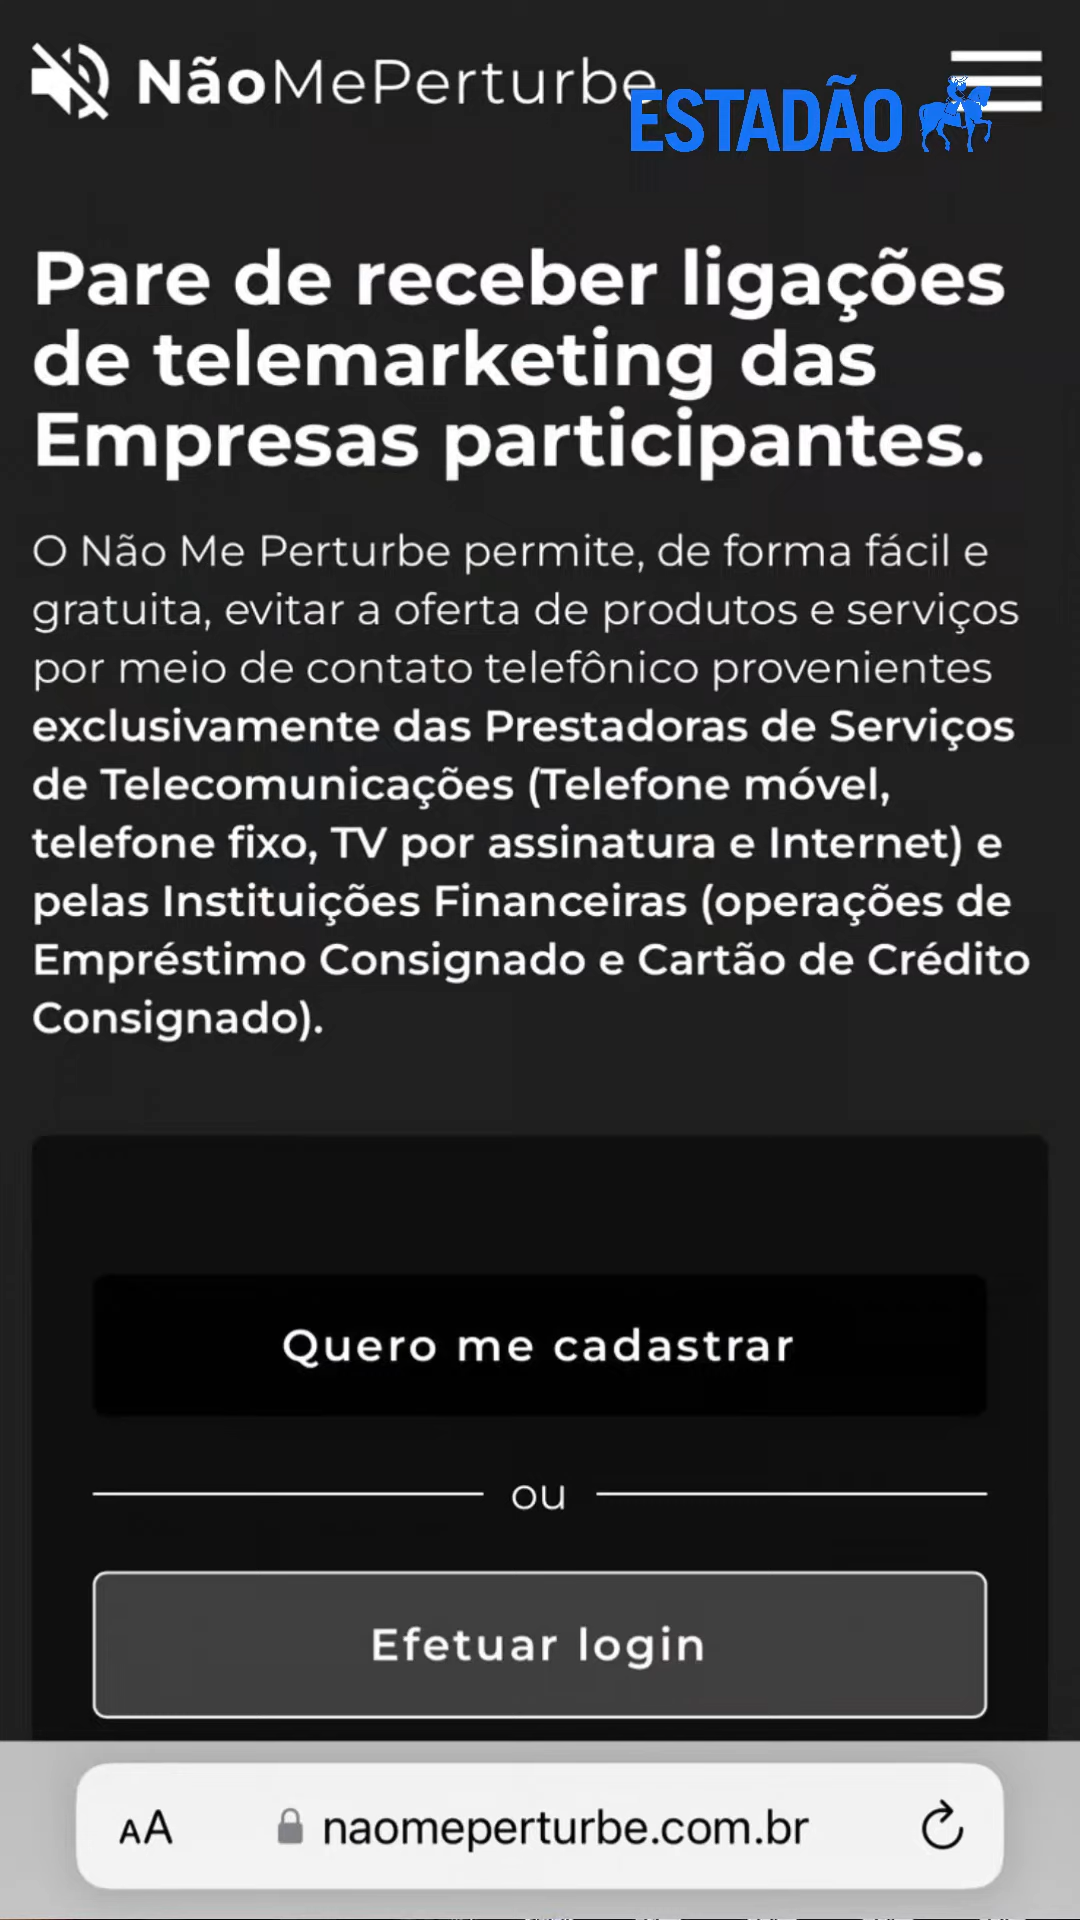 NãoMePerturbe
ESTADÃO
Pare de receber ligações
de telemarketing das
Empresas participantes.
O Não Me Perturbe permite, de forma fácil e
gratuita, evitar a oferta de produtos e serviços
por meio de contato telefônico provenientes
exclusivamente das Prestadoras de Serviços
de Telecomunicações (Telefone móvel,
telefone fixo, TV por assinatura e Internet) e
pelas Instituições Financeiras (operações de
Empréstimo Consignado e Cartão de Crédito
Consignado).
Quero me cadastrar
ou
Efetuar login
AA naomeperturbe.com.br